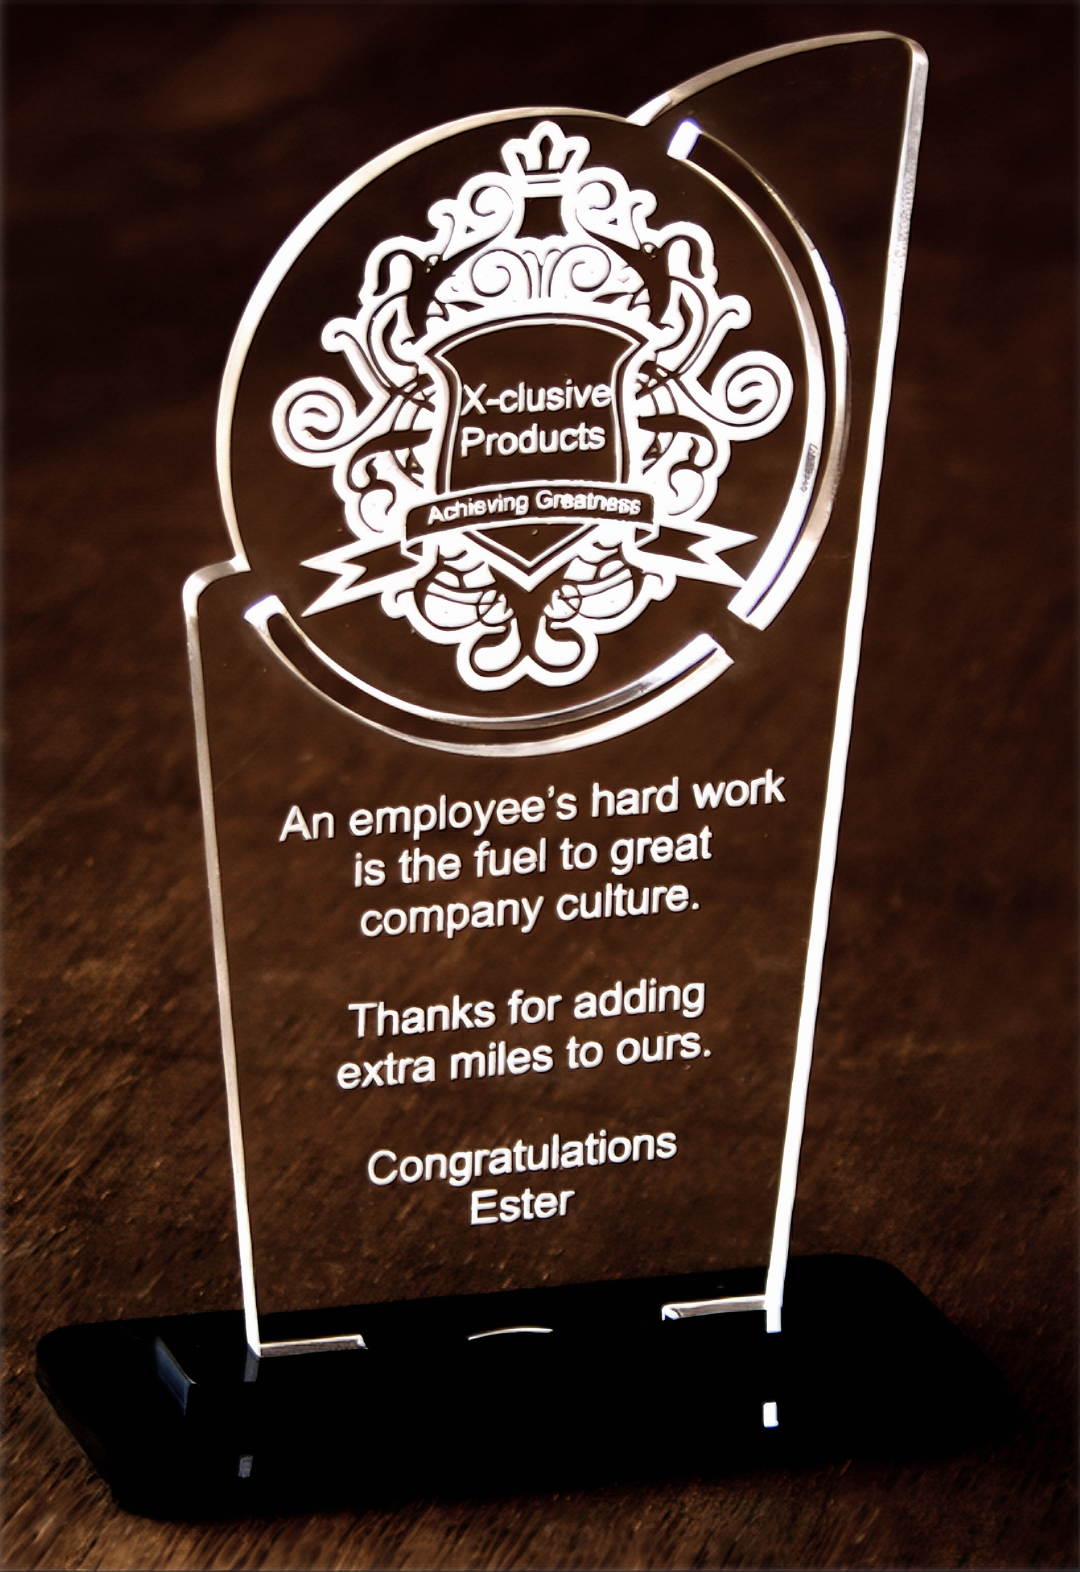 X-clusive
Products
Achieving Greatness
An employee's hard work
is the fuel to great
company culture.
Thanks for adding
extra miles to ours.
Congratulations
Ester